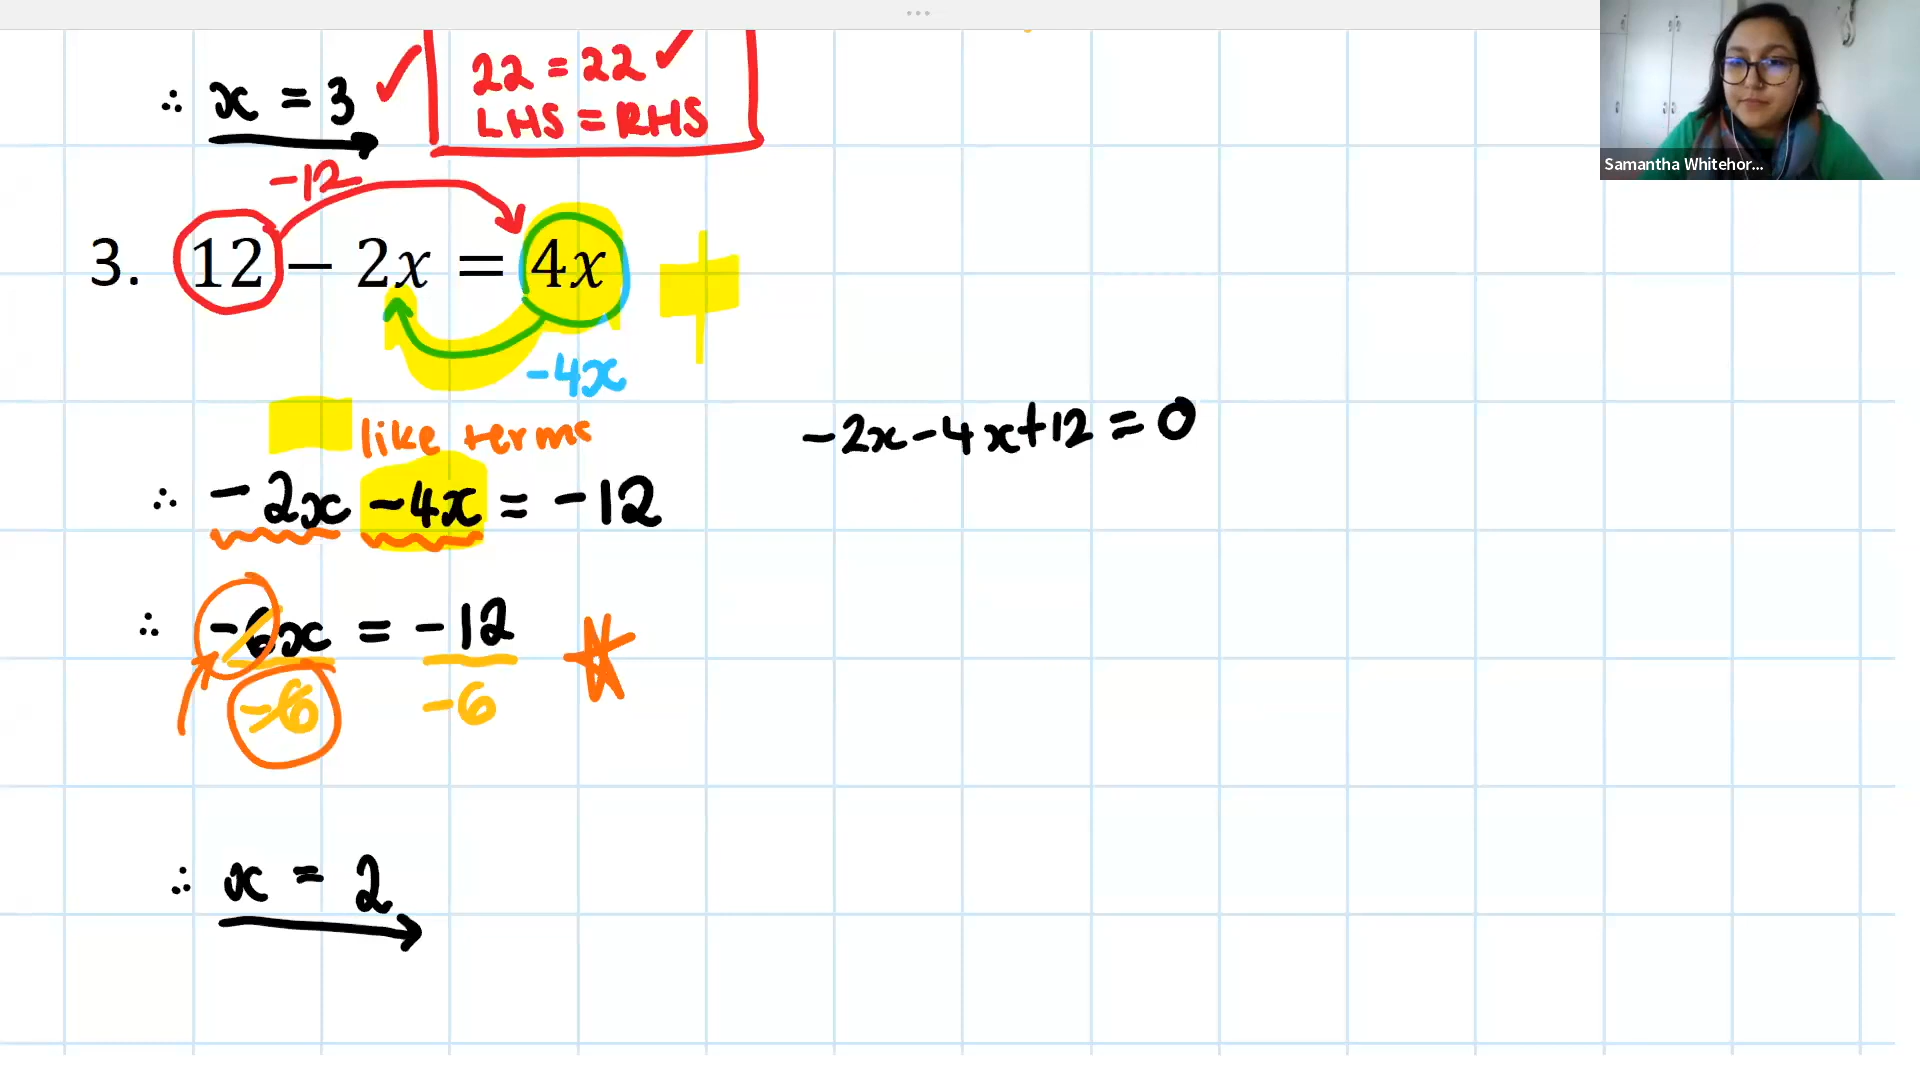 ∴ x = 3 ✓
22 = 22 ✓
LHS = RHS
-12
3. 12 − 2x = 4x
-4x
like terms
∴ -2x -4x = -12
-2x-4x+12 = 0
∴ -6x = -12
-6 -6
∴ x = 2
Samantha Whitehor...